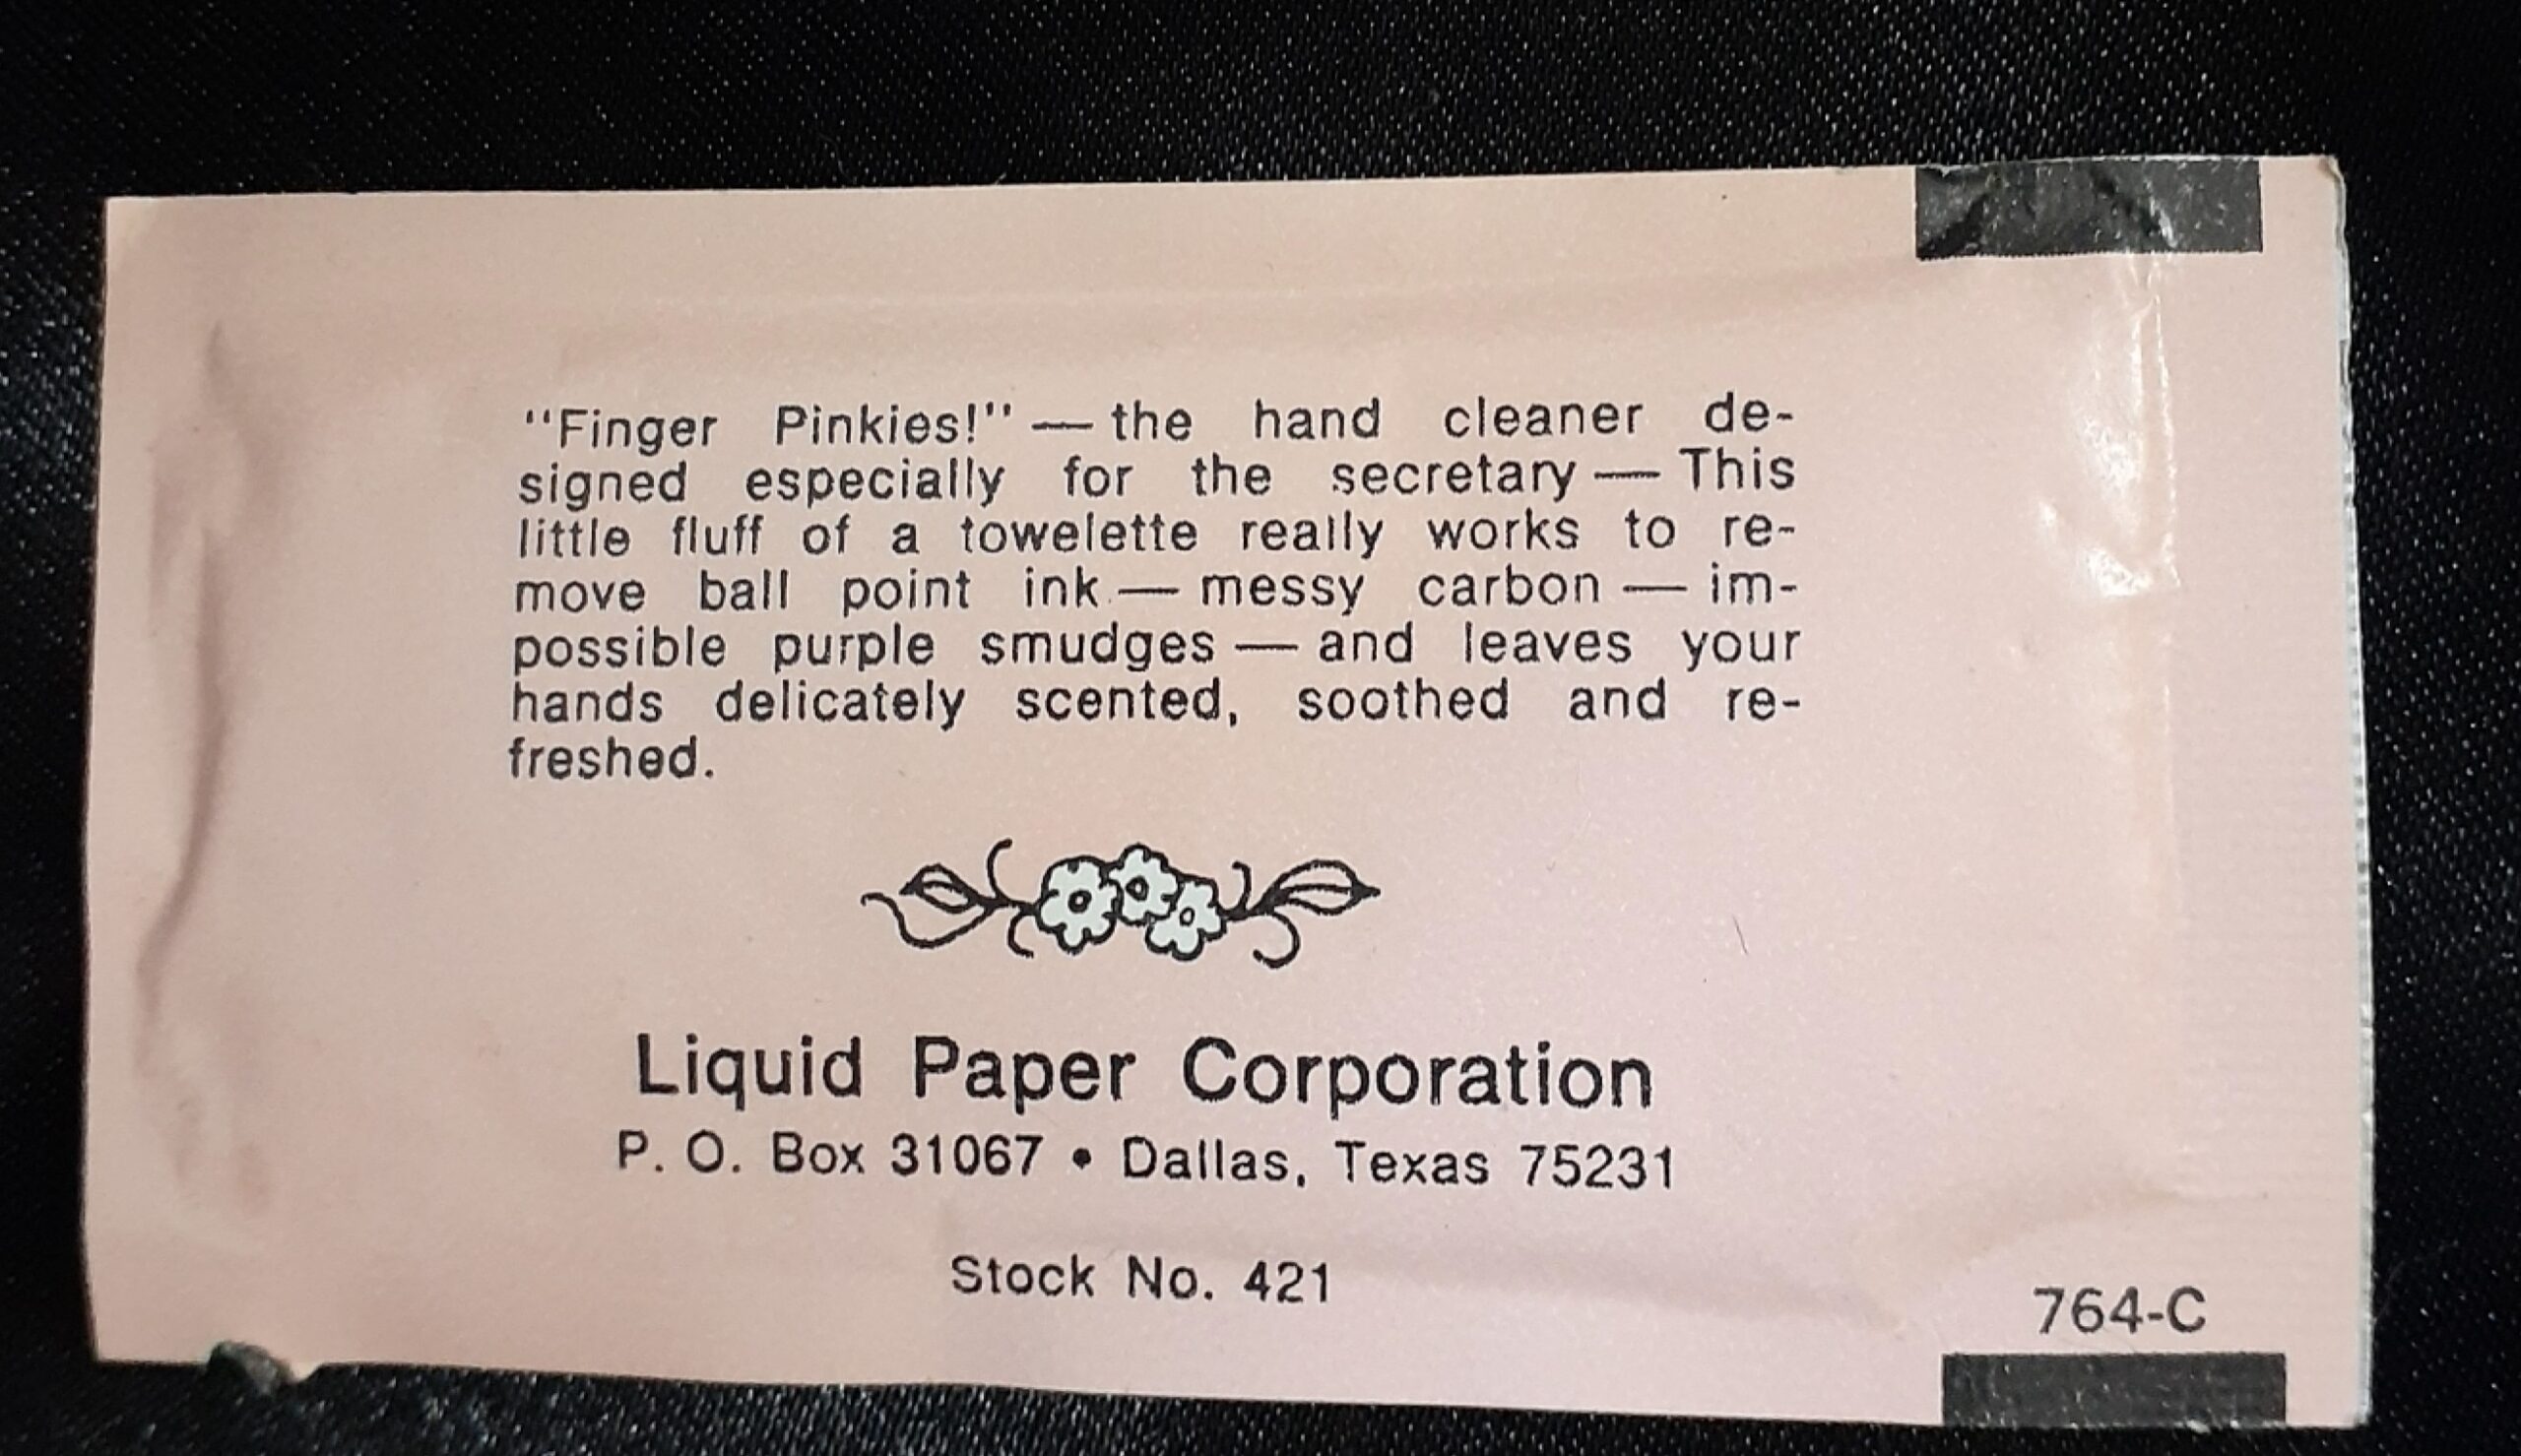 "Finger Pinkies!" — the hand cleaner de-
signed especially for the secretary — This
little fluff of a towelette really works to re-
move ball point ink — messy carbon — im-
possible purple smudges — and leaves your
hands delicately scented, soothed and re-
freshed.
Liquid Paper Corporation
P. O. Box 31067 • Dallas, Texas 75231
Stock No. 421
764-C